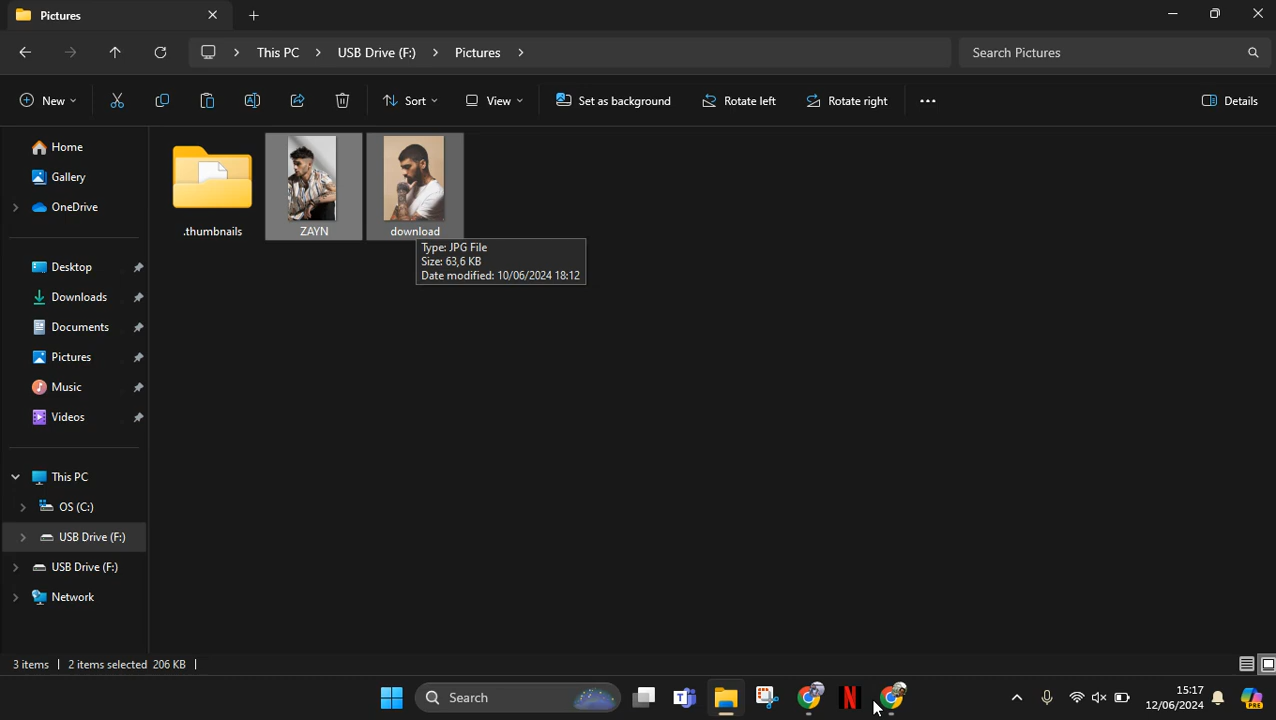 Pictures
This PC > USB Drive (F:) > Pictures >
Search Pictures
New
Sort
View
Set as background
Rotate left
Rotate right
Details
Home
Gallery
OneDrive
Desktop
Downloads
Documents
Pictures
Music
Videos
This PC
OS (C:)
USB Drive (F:)
USB Drive (F:)
Network
.thumbnails
ZAYN
download
Type: JPG File
Size: 63,6 KB
Date modified: 10/06/2024 18:12
3 items | 2 items selected 206 KB |
Search
N
15:17
12/06/2024
PRE